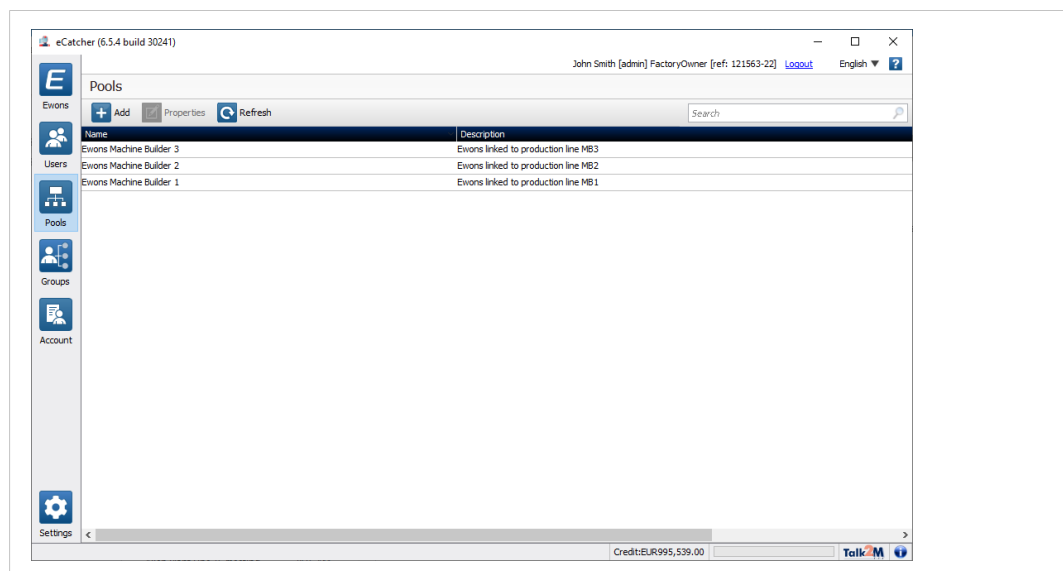 eCatcher (6.5.4 build 30241)
John Smith [admin] FactoryOwner [ref: 121563-22] Logout English ▼ ?
E
Ewons
Pools
Add Properties Refresh
Search
Name Description
Ewons Machine Builder 3 Ewons linked to production line MB3
Ewons Machine Builder 2 Ewons linked to production line MB2
Ewons Machine Builder 1 Ewons linked to production line MB1
Users
Pools
Groups
Account
Settings
Credit:EUR995,539.00
Talk2M